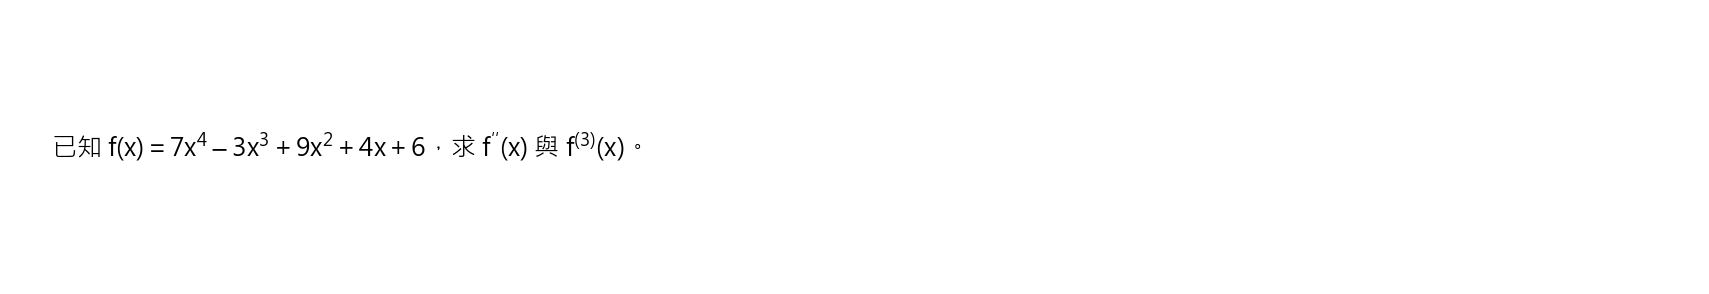 已知 f(x) = 7x⁴ – 3x³ + 9x² + 4x + 6，求 f′′(x) 與 f⁽³⁾(x)。